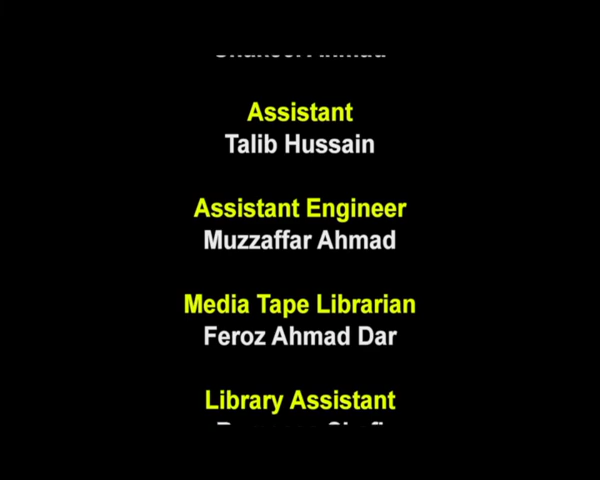 Assistant
Talib Hussain
Assistant Engineer
Muzzaffar Ahmad
Media Tape Librarian
Feroz Ahmad Dar
Library Assistant